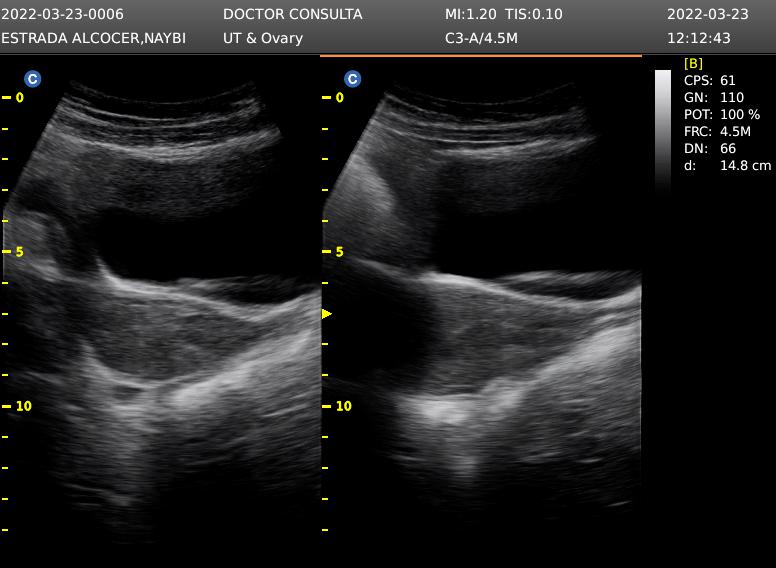 2022-03-23-0006 DOCTOR CONSULTA MI:1.20 TIS:0.10 2022-03-23
ESTRADA ALCOCER,NAYBI UT & Ovary C3-A/4.5M 12:12:43
C C
[B]
CPS: 61
GN: 110
POT: 100 %
FRC: 4.5M
DN: 66
d: 14.8 cm
0 0
5 5
10 10